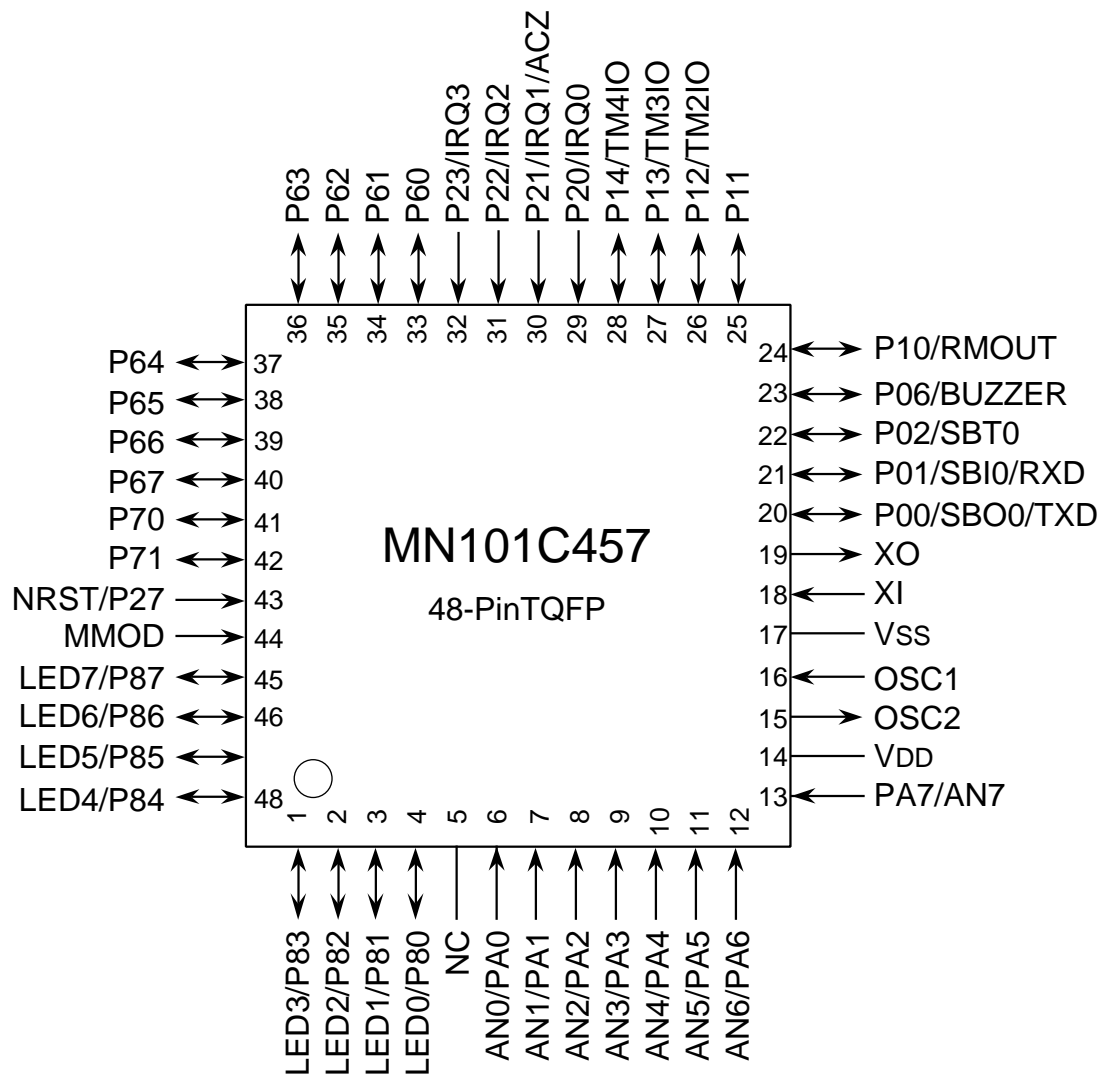 P63
P62
P61
P60
P23/IRQ3
P22/IRQ2
P21/IRQ1/ACZ
P20/IRQ0
P14/TM4IO
P13/TM3IO
P12/TM2IO
P11
36
35
34
33
32
31
30
29
28
27
26
25
P64
37
P65
38
P66
39
P67
40
P70
41
P71
42
NRST/P27
43
MMOD
44
LED7/P87
45
LED6/P86
46
LED5/P85
LED4/P84
48
MN101C457
48-PinTQFP
24
P10/RMOUT
23
P06/BUZZER
22
P02/SBT0
21
P01/SBI0/RXD
20
P00/SBO0/TXD
19
XO
18
XI
17
VSS
16
OSC1
15
OSC2
14
VDD
13
PA7/AN7
1
2
3
4
5
6
7
8
9
10
11
12
LED3/P83
LED2/P82
LED1/P81
LED0/P80
NC
AN0/PA0
AN1/PA1
AN2/PA2
AN3/PA3
AN4/PA4
AN5/PA5
AN6/PA6